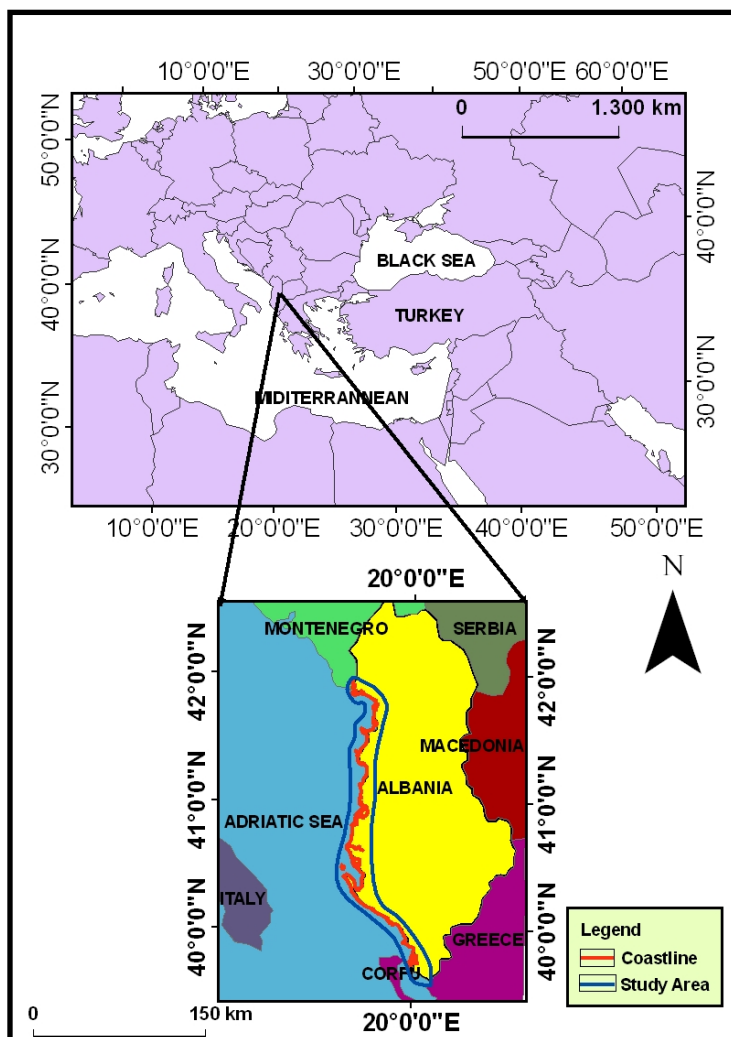 10°0'0"E 30°0'0"E 50°0'0"E 60°0'0"E
0 1.300 km
50°0'0"N
40°0'0"N
BLACK SEA
40°0'0"N
TURKEY
MIDITERRANNEAN
30°0'0"N
30°0'0"N
10°0'0"E 20°0'0"E 30°0'0"E 40°0'0"E 50°0'0"E
20°0'0"E
N
MONTENEGRO
SERBIA
42°0'0"N
42°0'0"N
MACEDONIA
ALBANIA
41°0'0"N
41°0'0"N
ADRIATIC SEA
ITALY
40°0'0"N
GREECE
40°0'0"N
CORFU
Legend
Coastline
Study Area
0 150 km
20°0'0"E